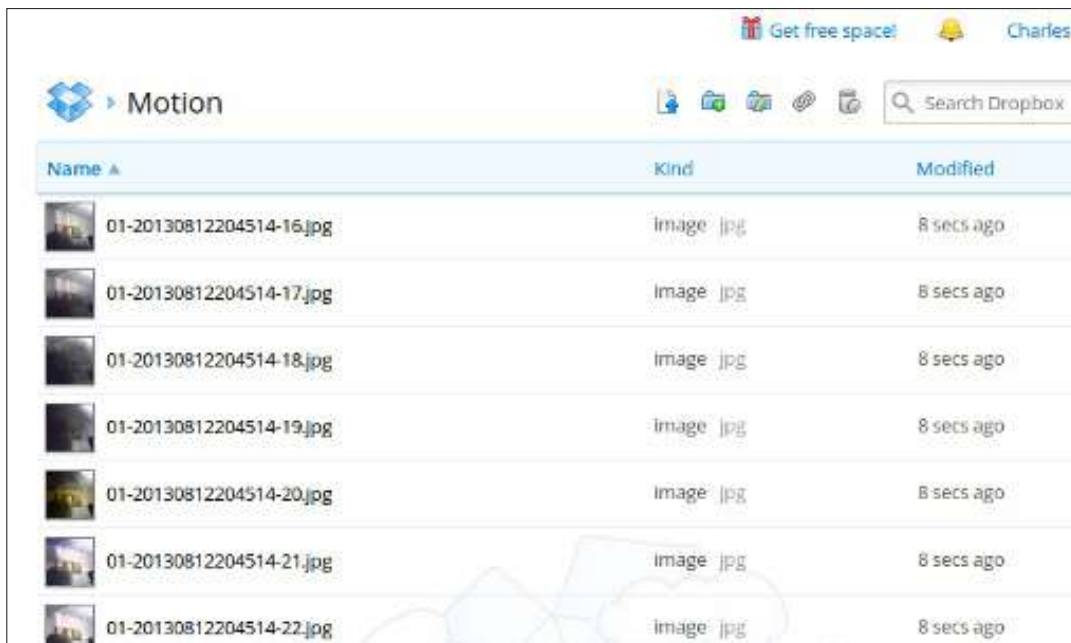 Get free space! Charles
Motion
Search Dropbox
Name Kind Modified
01-20130812204514-16.jpg image jpg 8 secs ago
01-20130812204514-17.jpg image jpg 8 secs ago
01-20130812204514-18.jpg image jpg 8 secs ago
01-20130812204514-19.jpg image jpg 8 secs ago
01-20130812204514-20.jpg image jpg 8 secs ago
01-20130812204514-21.jpg image jpg 8 secs ago
01-20130812204514-22.jpg image jpg 8 secs ago